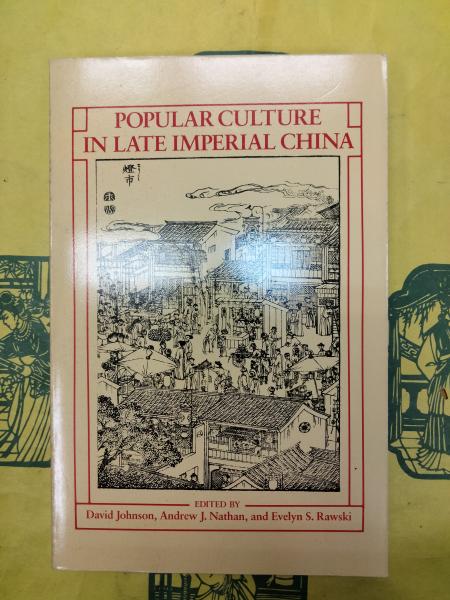 POPULAR CULTURE
IN LATE IMPERIAL CHINA
燈市
EDITED BY
David Johnson, Andrew J. Nathan, and Evelyn S. Rawski